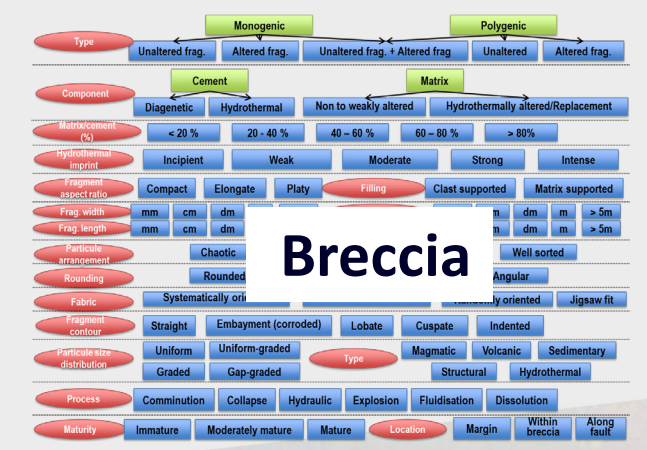 Monogenic Polygenic
Type Unaltered frag. Altered frag. Unaltered frag. + Altered frag Unaltered Altered frag.
Cement Matrix
Component Diagenetic Hydrothermal Non to weakly altered Hydrothermally altered/Replacement
Matrix/cement (%) < 20 % 20 - 40 % 40 – 60 % 60 – 80 % > 80%
Hydrothermal imprint Incipient Weak Moderate Strong Intense
Fragment aspect ratio Compact Elongate Platy Filling Clast supported Matrix supported
Frag. width mm cm dm dm m > 5m
Frag. length mm cm dm dm m > 5m
Particule arrangement Chaotic Well sorted
Breccia
Rounding Rounded Angular
Fabric Systematically oriented Jigsaw fit
Fragment contour Straight Embayment (corroded) Lobate Cuspate Indented
Particule size distribution Uniform Uniform-graded Type Magmatic Volcanic Sedimentary
Graded Gap-graded Structural Hydrothermal
Process Comminution Collapse Hydraulic Explosion Fluidisation Dissolution
Maturity Immature Moderately mature Mature Location Margin Within breccia Along fault